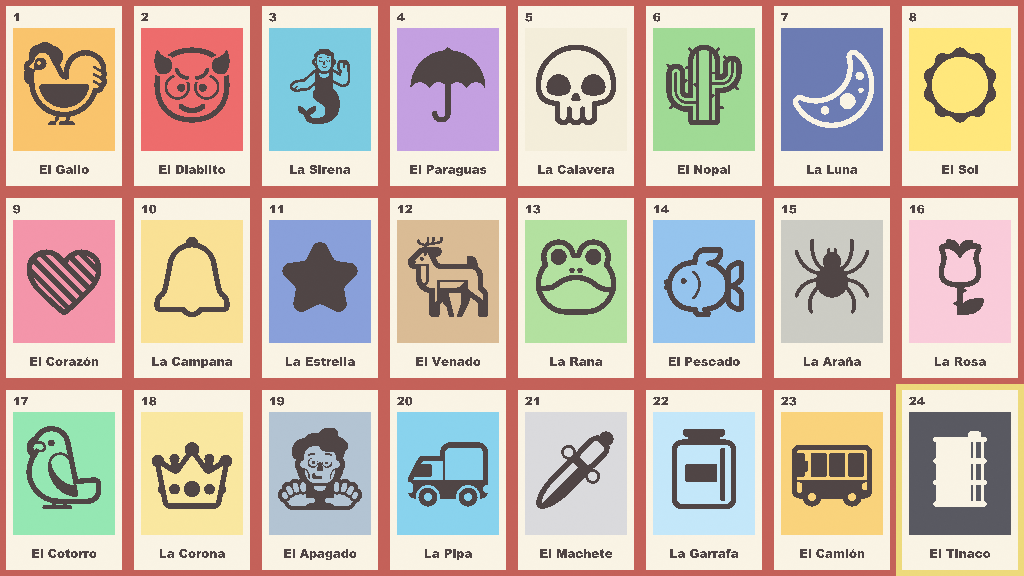 1
El Gallo
2
El Diablito
3
La Sirena
4
El Paraguas
5
La Calavera
6
El Nopal
7
La Luna
8
El Sol
9
El Corazón
10
La Campana
11
La Estrella
12
El Venado
13
La Rana
14
El Pescado
15
La Araña
16
La Rosa
17
El Cotorro
18
La Corona
19
El Apagado
20
La Pipa
21
El Machete
22
La Garrafa
23
El Camión
24
El Tinaco